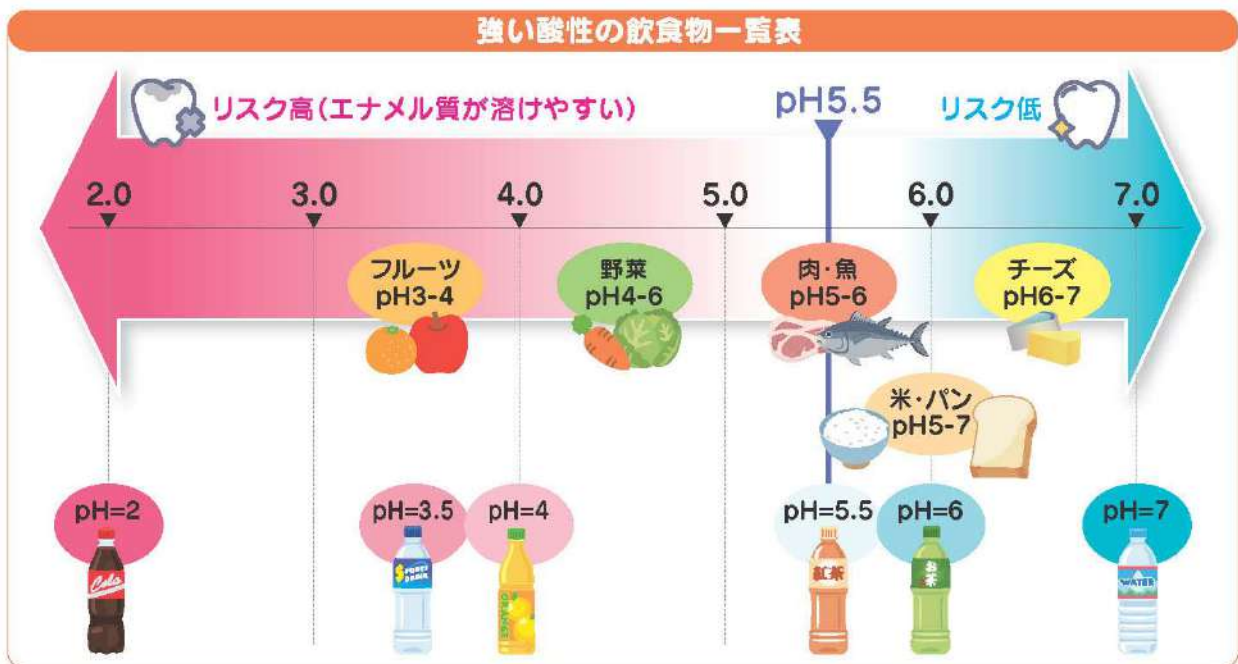 強い酸性の飲食物一覧表
リスク高(エナメル質が溶けやすい)
pH5.5
リスク低
2.0
3.0
4.0
5.0
6.0
7.0
フルーツ
pH3-4
野菜
pH4-6
肉・魚
pH5-6
チーズ
pH6-7
米・パン
pH5-7
pH=2
pH=3.5
pH=4
pH=5.5
pH=6
pH=7
Cola
SPORTS
DRINK
ORANGE
紅茶
お茶
WATER